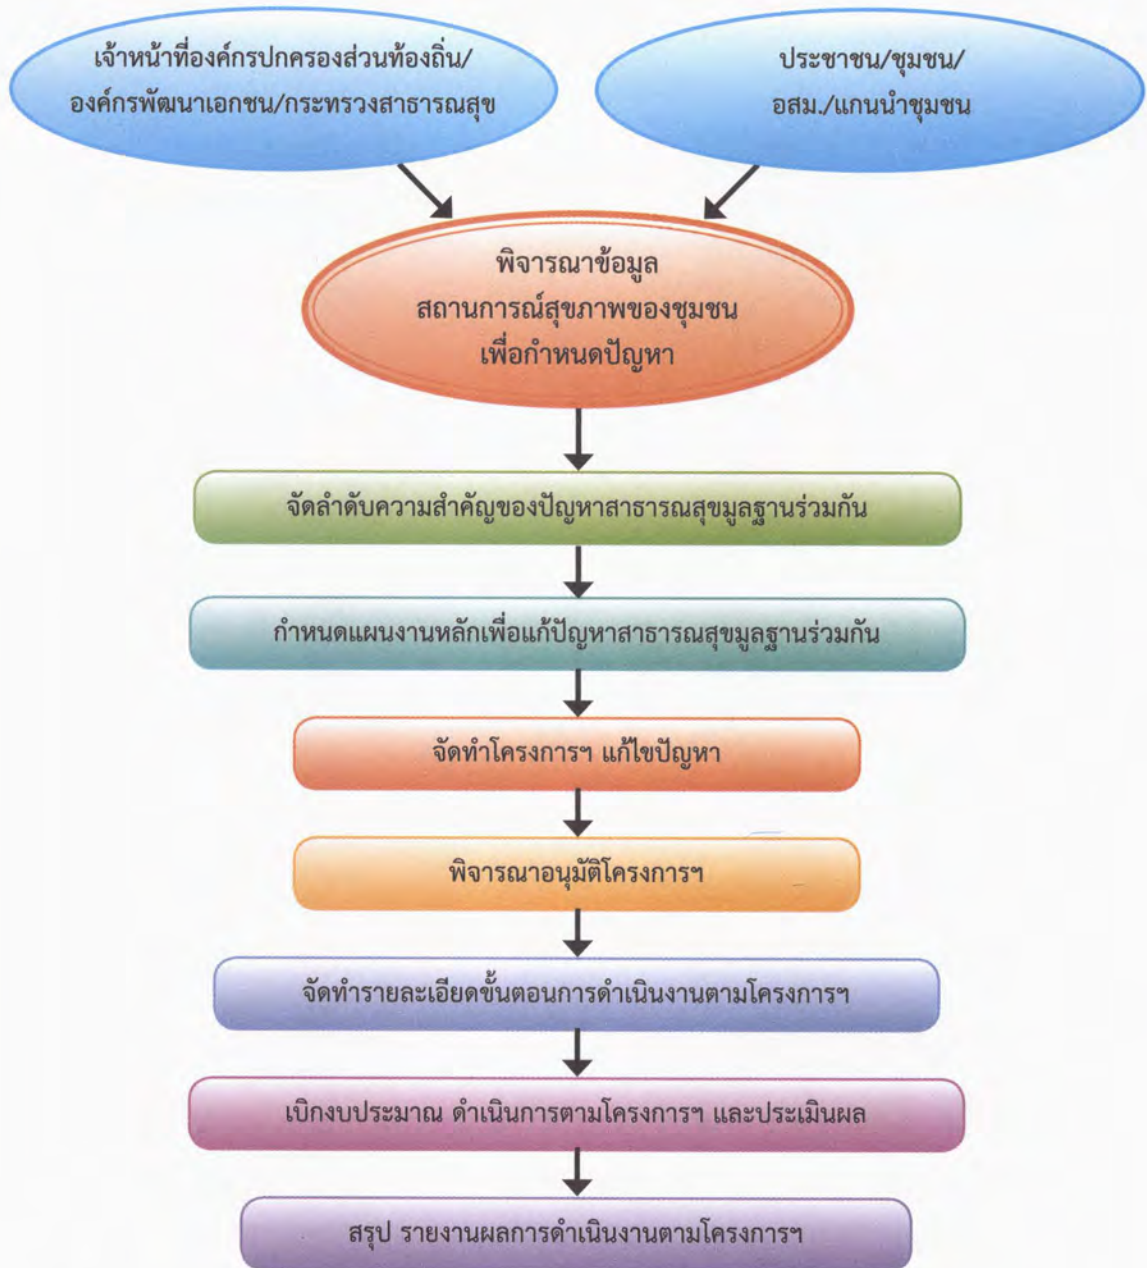 เจ้าหน้าที่องค์กรปกครองส่วนท้องถิ่น/
องค์กรพัฒนาเอกชน/กระทรวงสาธารณสุข
ประชาชน/ชุมชน/
อสม./แกนนำชุมชน
พิจารณาข้อมูล
สถานการณ์สุขภาพของชุมชน
เพื่อกำหนดปัญหา
จัดลำดับความสำคัญของปัญหาสาธารณสุขมูลฐานร่วมกัน
กำหนดแผนงานหลักเพื่อแก้ปัญหาสาธารณสุขมูลฐานร่วมกัน
จัดทำโครงการฯ แก้ไขปัญหา
พิจารณาอนุมัติโครงการฯ
จัดทำรายละเอียดขั้นตอนการดำเนินงานตามโครงการฯ
เบิกงบประมาณ ดำเนินการตามโครงการฯ และประเมินผล
สรุป รายงานผลการดำเนินงานตามโครงการฯ